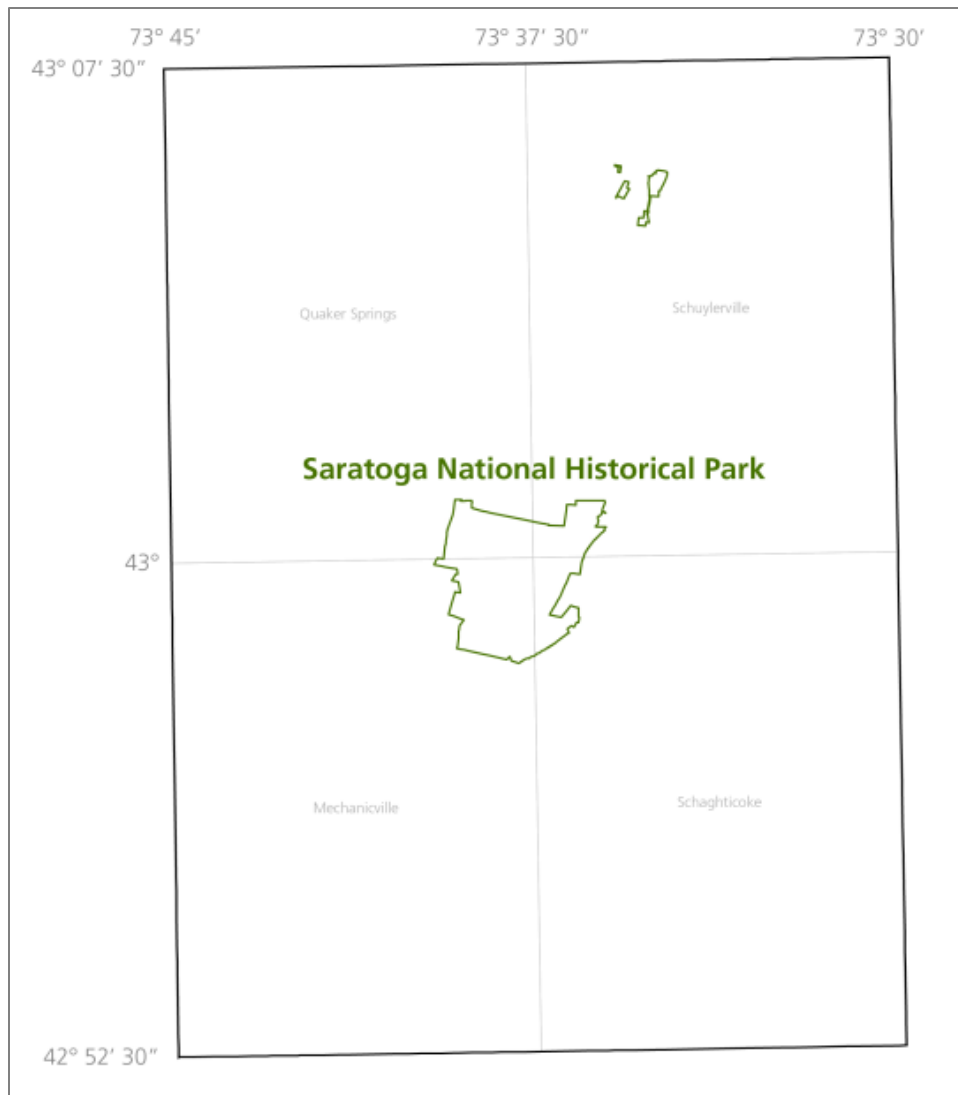 73° 45′
73° 37′ 30″
73° 30′
43° 07′ 30″
Quaker Springs
Schuylerville
Saratoga National Historical Park
43°
Mechanicville
Schaghticoke
42° 52′ 30″